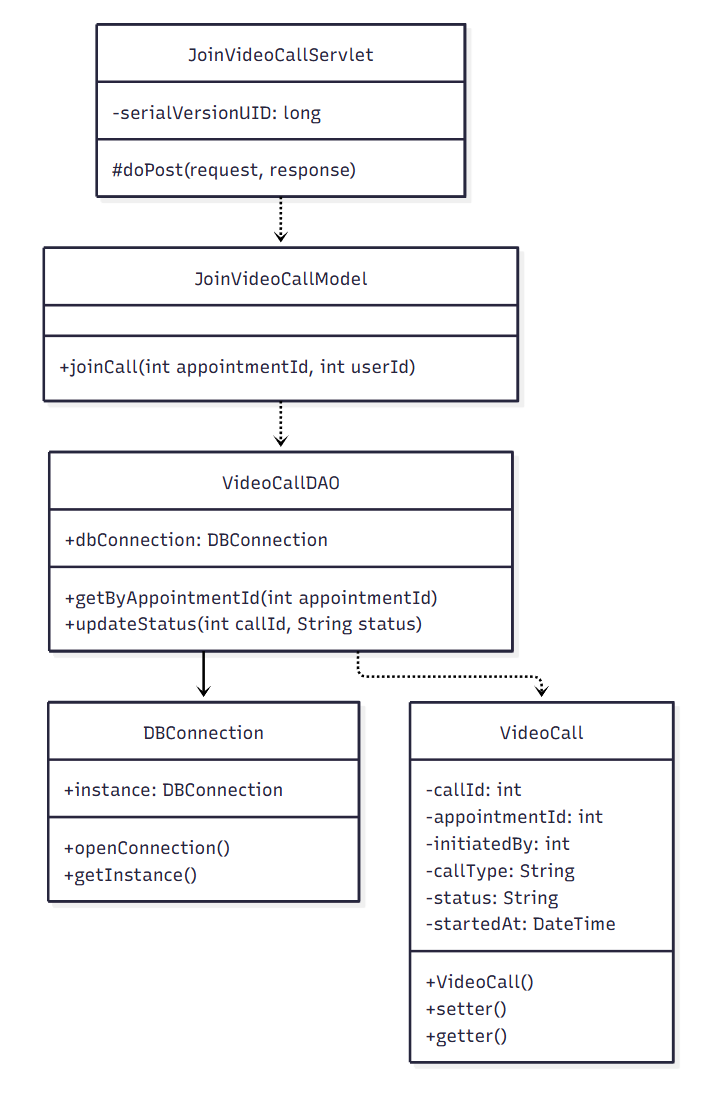 JoinVideoCallServlet
-serialVersionUID: long
#doPost(request, response)
JoinVideoCallModel
+joinCall(int appointmentId, int userId)
VideoCallDAO
+dbConnection: DBConnection
+getByAppointmentId(int appointmentId)
+updateStatus(int callId, String status)
DBConnection
+instance: DBConnection
+openConnection()
+getInstance()
VideoCall
-callId: int
-appointmentId: int
-initiatedBy: int
-callType: String
-status: String
-startedAt: DateTime
+VideoCall()
+setter()
+getter()